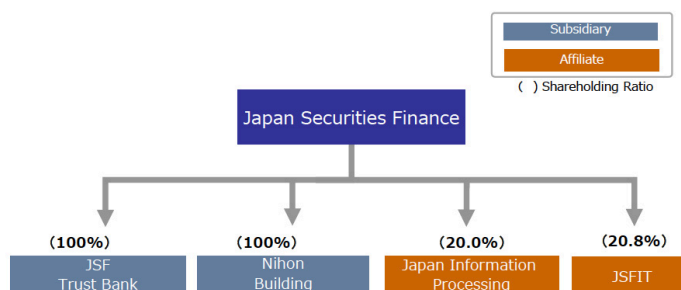 Subsidiary
Affiliate
( ) Shareholding Ratio
Japan Securities Finance
(100%) (100%) (20.0%) (20.8%)
JSF
Trust Bank
Nihon
Building
Japan Information
Processing
JSFIT